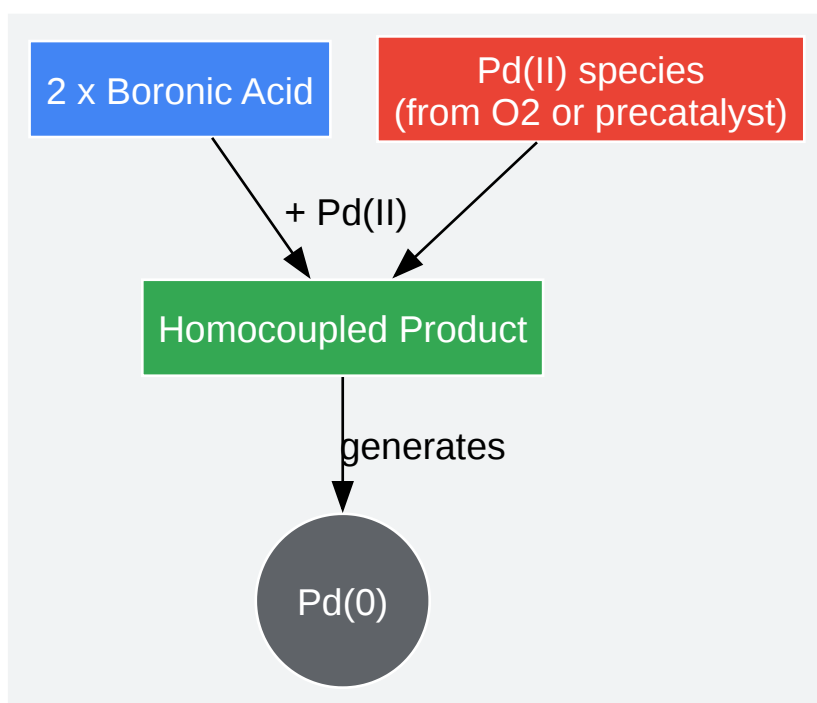 2 x Boronic Acid
Pd(II) species
(from O2 or precatalyst)
+ Pd(II)
Homocoupled Product
generates
Pd(0)